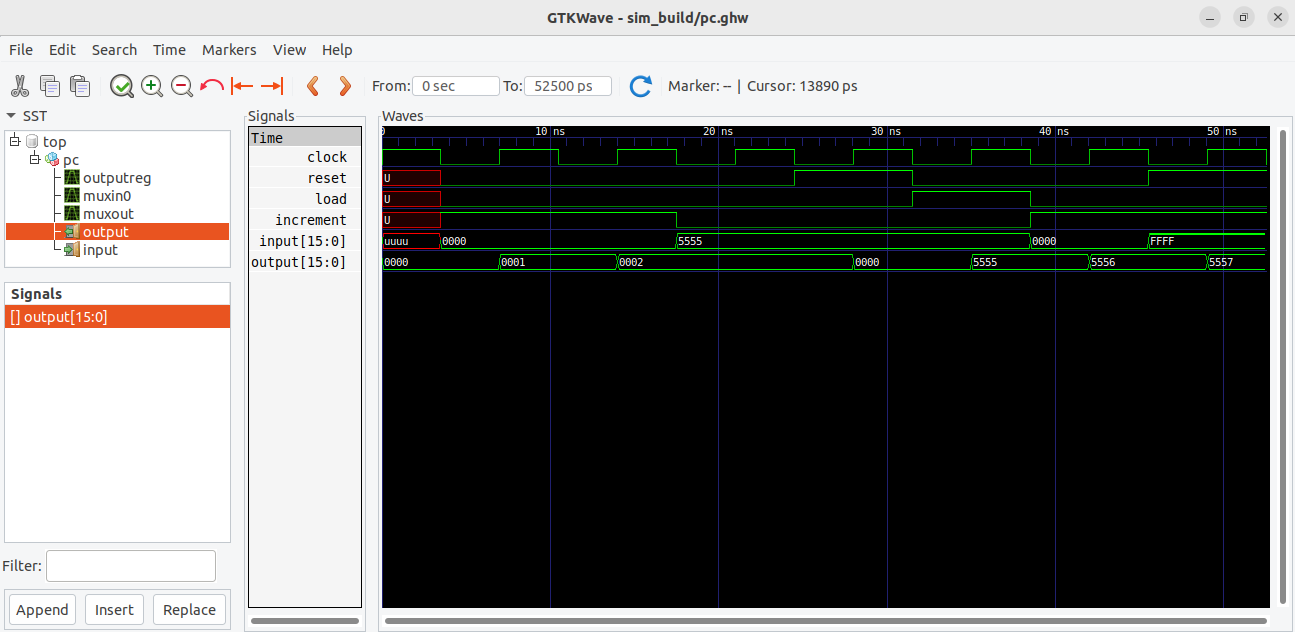 GTKWave - sim_build/pc.ghw
File Edit Search Time Markers View Help
From: 0 sec To: 52500 ps Marker: -- | Cursor: 13890 ps
SST
top
pc
outputreg
muxin0
muxout
output
input
Signals
[] output[15:0]
Filter:
Append Insert Replace
Signals
Time
clock
reset
load
increment
input[15:0]
output[15:0]
Waves
0 10 ns 20 ns 30 ns 40 ns 50 ns
U
U
U
uuuu 0000 5555 0000 FFFF
0000 0001 0002 0000 5555 5556 5557